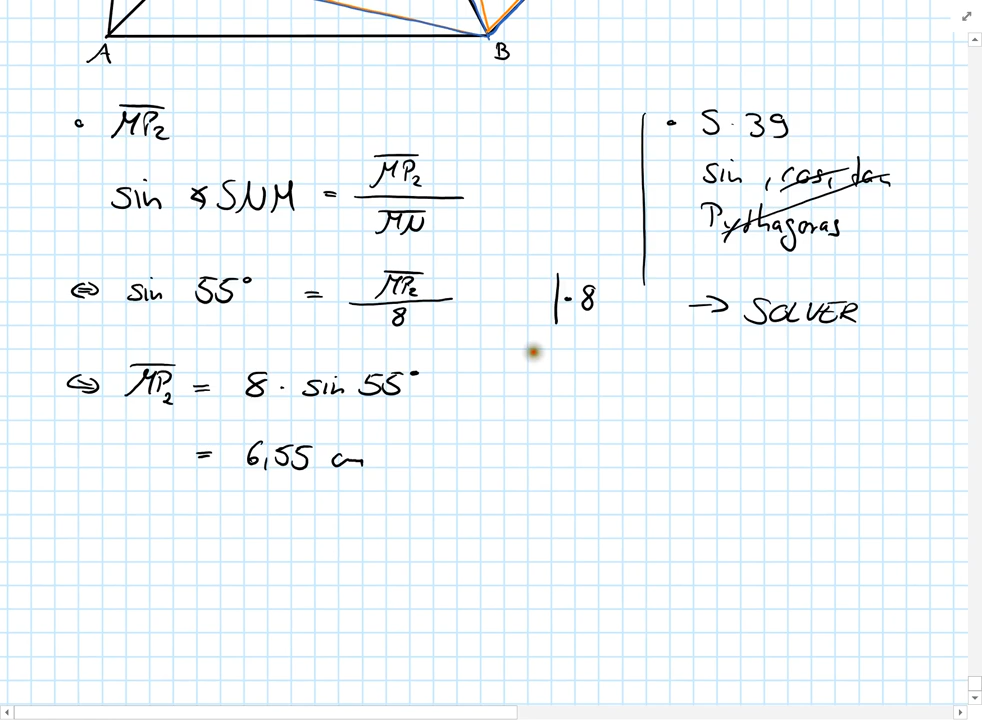 A B
• MP₂
sin ∢ SNM = MP₂ / MN
⇔ sin 55° = MP₂ / 8 | · 8
⇔ MP₂ = 8 · sin 55°
= 6,55 cm
• S. 39
sin, cos, tan
Pythagoras
→ SOLVER